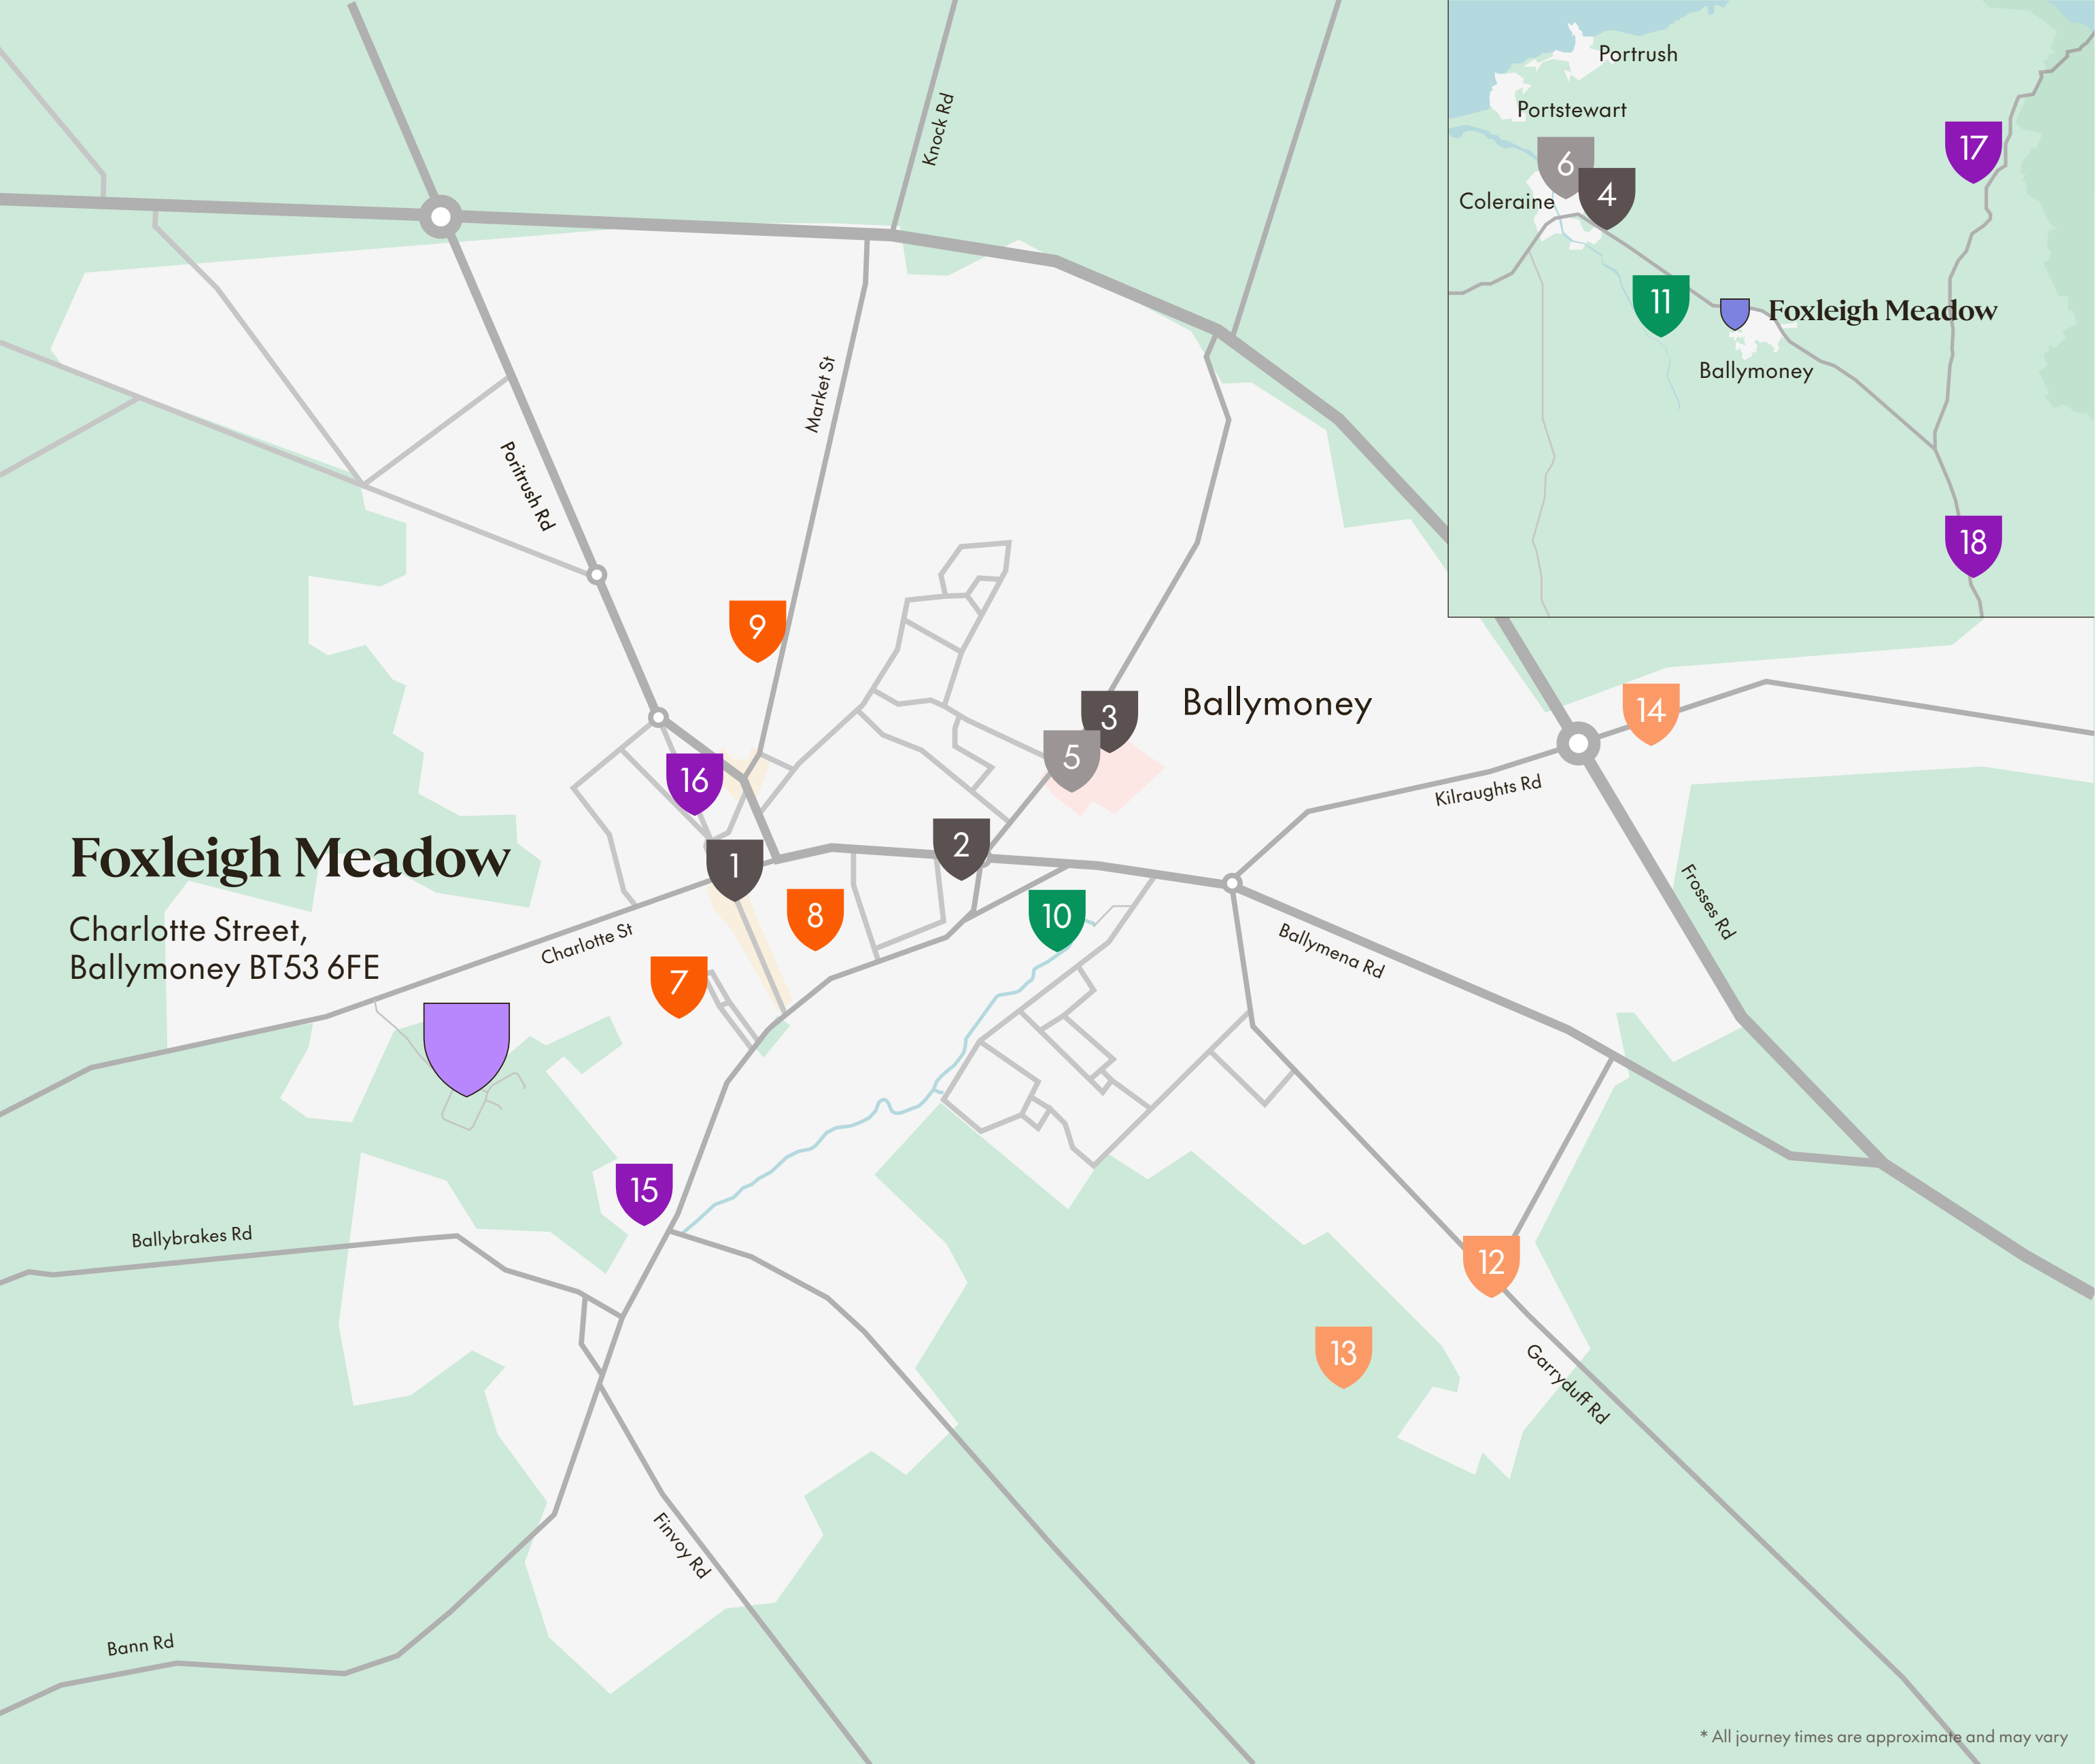 Portrush
Portstewart
6
4
Coleraine
17
11
Foxleigh Meadow
Ballymoney
18
Knock Rd
Market St
Poritrush Rd
9
3
Ballymoney
5
14
16
Kilraughts Rd
2
1
Foxleigh Meadow
8
10
Charlotte Street,
Ballymoney BT53 6FE
Charlotte St
7
Ballymena Rd
Frosses Rd
15
Ballybrakes Rd
12
13
Garryduff Rd
Finvoy Rd
Bann Rd
* All journey times are approximate and may vary